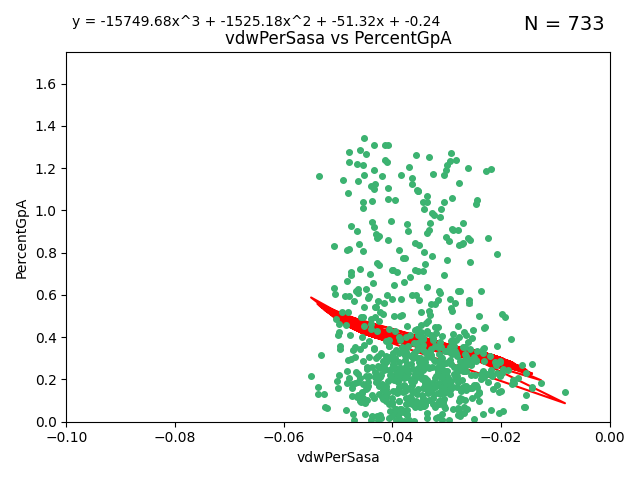 y = -15749.68x^3 + -1525.18x^2 + -51.32x + -0.24
N = 733
vdwPerSasa vs PercentGpA
1.6
1.4
1.2
1.0
0.8
0.6
0.4
0.2
0.0
PercentGpA
−0.10 −0.08 −0.06 −0.04 −0.02 0.00
vdwPerSasa